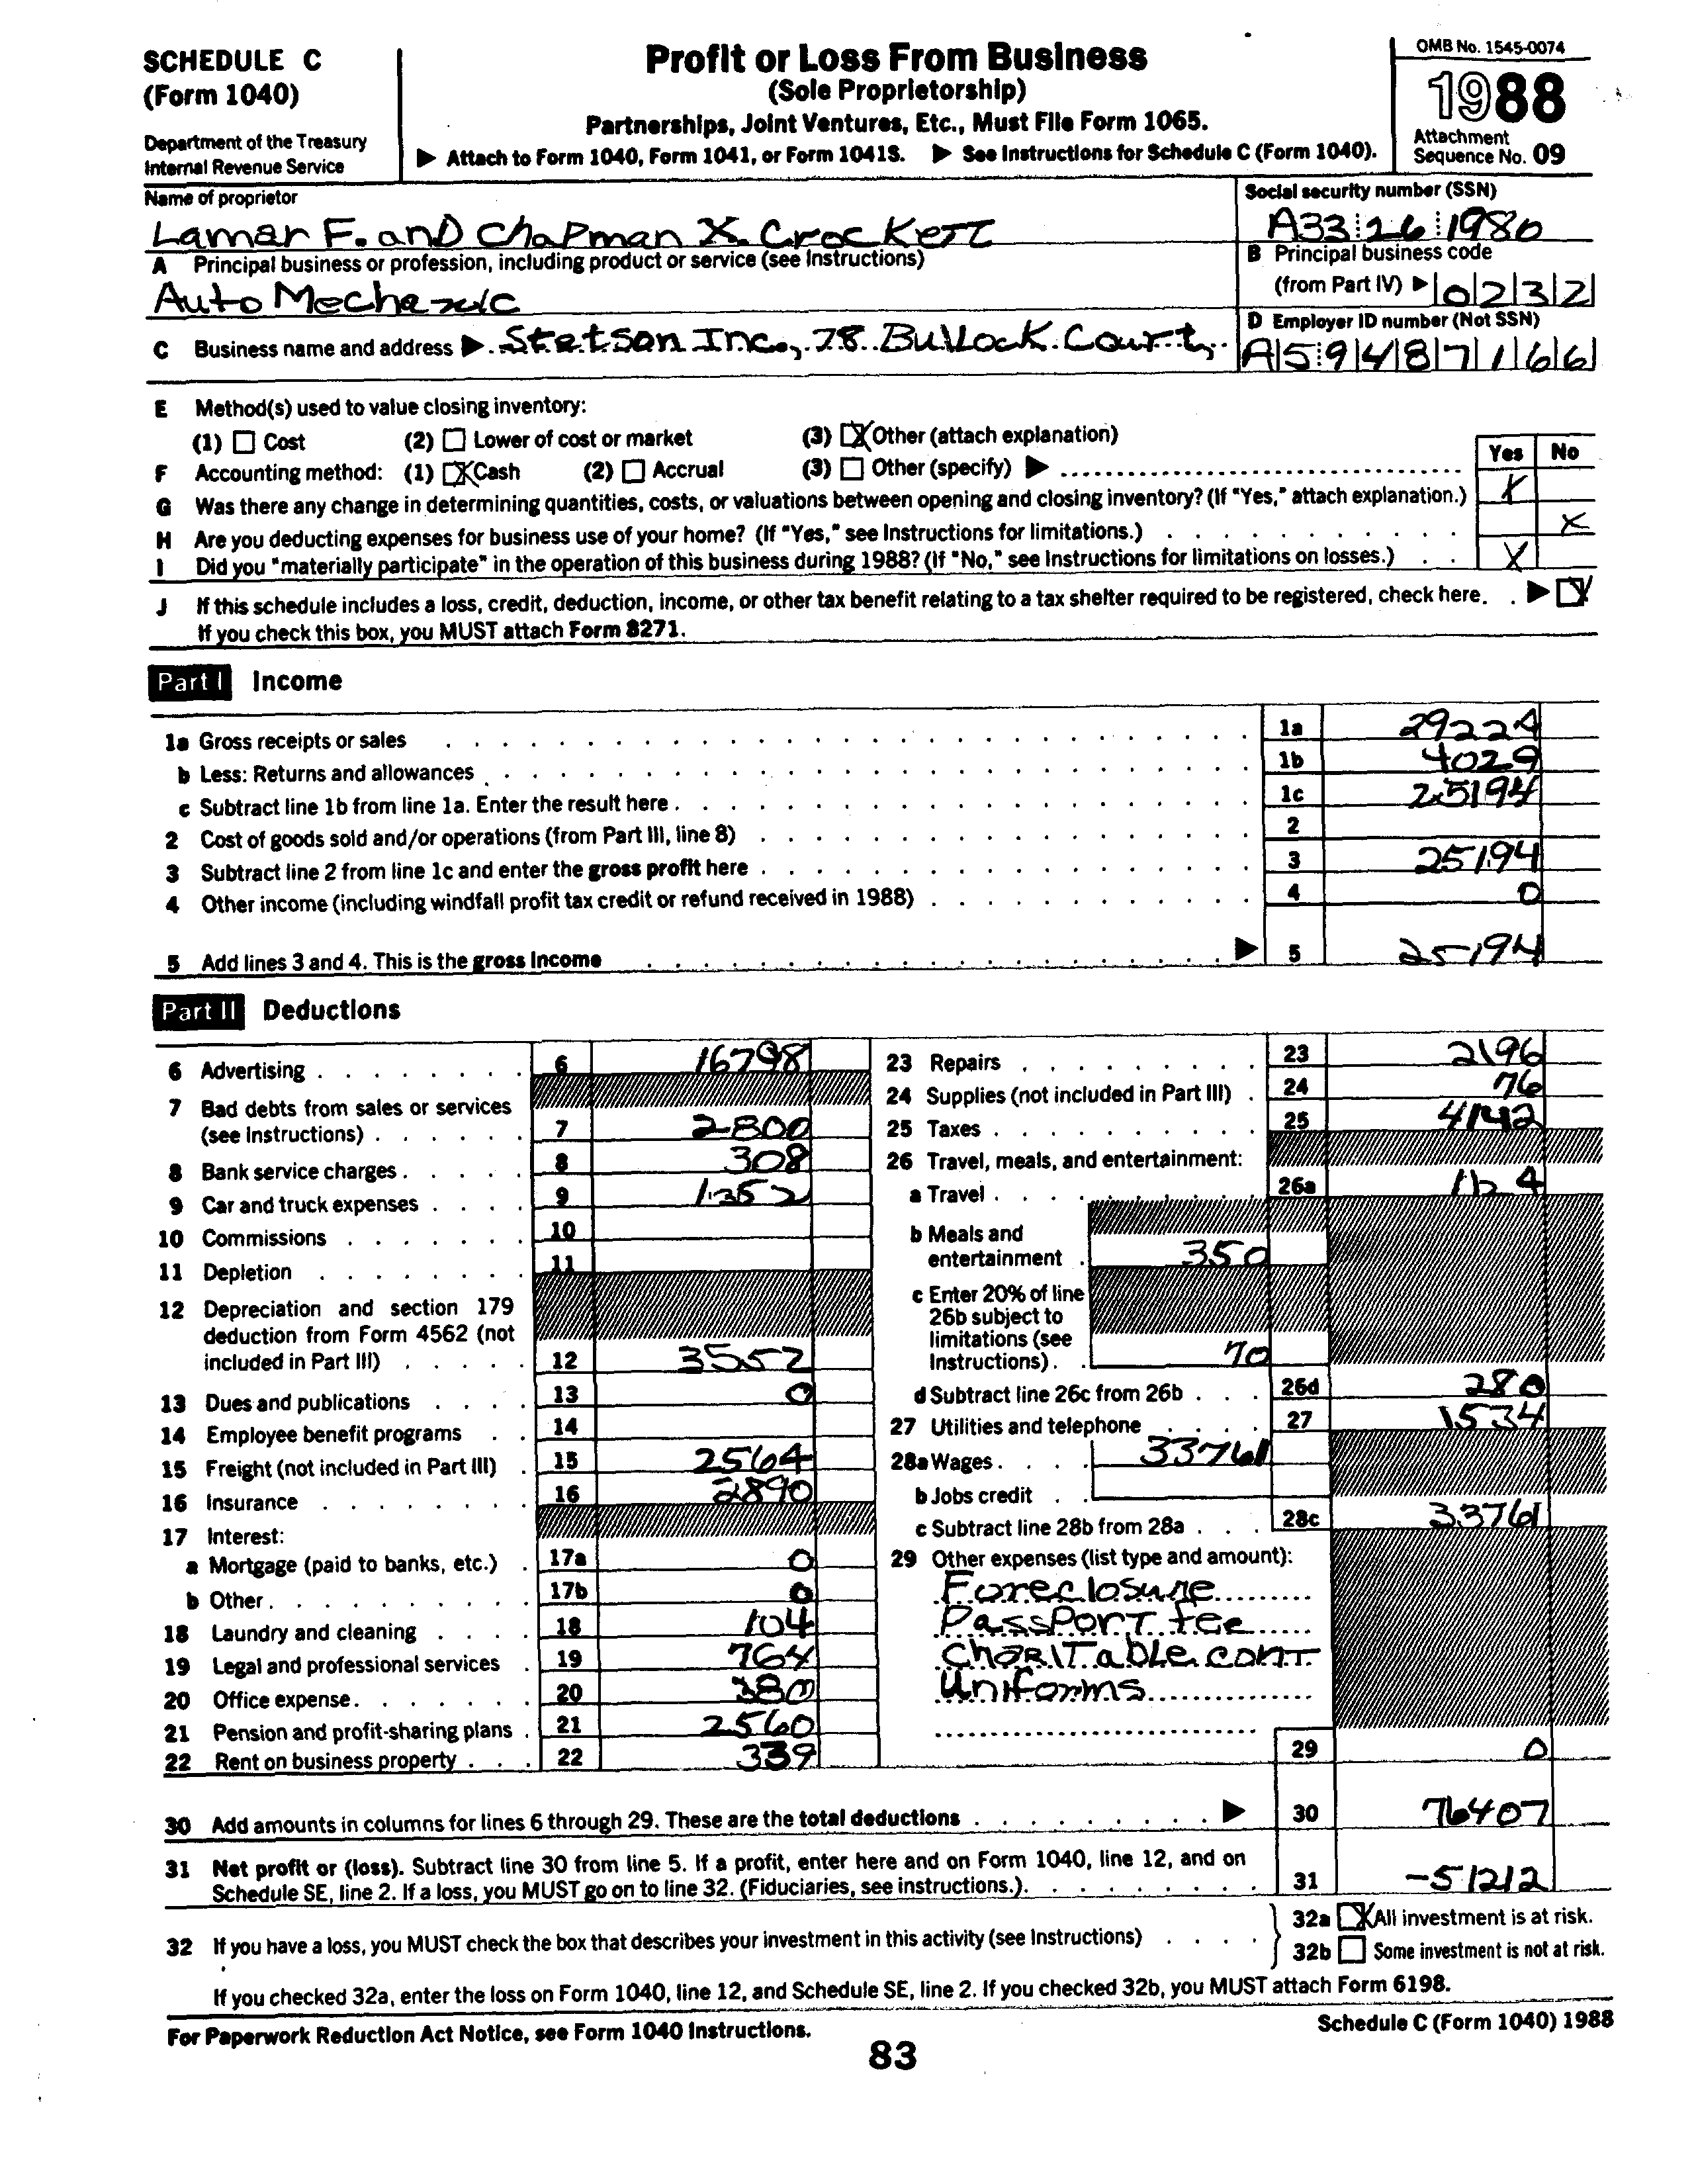 SCHEDULE C
(Form 1040)
Department of the Treasury
Internal Revenue Service
Profit or Loss From Business
(Sole Proprietorship)
Partnerships, Joint Ventures, Etc., Must File Form 1065.
▶ Attach to Form 1040, Form 1041, or Form 1041S. ▶ See Instructions for Schedule C (Form 1040).
OMB No. 1545-0074
1988
Attachment
Sequence No. 09
Name of proprietor
Lamar F. and Chapman X. Crockett
Social security number (SSN)
A33 26 1980
A Principal business or profession, including product or service (see Instructions)
Auto Mechanic
B Principal business code
(from Part IV) ▶ 0232
C Business name and address ▶ Stetson Inc., 78 Bullock Court,
D Employer ID number (Not SSN)
A59487166
E Method(s) used to value closing inventory:
(1) ☐ Cost (2) ☐ Lower of cost or market (3) ☒ Other (attach explanation)
F Accounting method: (1) ☒ Cash (2) ☐ Accrual (3) ☐ Other (specify) ▶
Yes No
G Was there any change in determining quantities, costs, or valuations between opening and closing inventory? (If "Yes," attach explanation.) X
H Are you deducting expenses for business use of your home? (If "Yes," see Instructions for limitations.) X
I Did you "materially participate" in the operation of this business during 1988? (If "No," see Instructions for limitations on losses.) X
J If this schedule includes a loss, credit, deduction, income, or other tax benefit relating to a tax shelter required to be registered, check here. ▶ ☒
If you check this box, you MUST attach Form 8271.
Part I Income
1a Gross receipts or sales 1a 29224
b Less: Returns and allowances 1b 4029
c Subtract line 1b from line 1a. Enter the result here 1c 25194
2 Cost of goods sold and/or operations (from Part III, line 8) 2
3 Subtract line 2 from line 1c and enter the gross profit here 3 25194
4 Other income (including windfall profit tax credit or refund received in 1988) 4 0
5 Add lines 3 and 4. This is the gross income ▶ 5 25194
Part II Deductions
6 Advertising 6 16798
7 Bad debts from sales or services
(see Instructions) 7 2800
8 Bank service charges 8 308
9 Car and truck expenses 9 1352
10 Commissions 10
11 Depletion 11
12 Depreciation and section 179
deduction from Form 4562 (not
included in Part III) 12 3552
13 Dues and publications 13 0
14 Employee benefit programs 14
15 Freight (not included in Part III) 15 2564
16 Insurance 16 2890
17 Interest:
a Mortgage (paid to banks, etc.) 17a 0
b Other 17b 0
18 Laundry and cleaning 18 104
19 Legal and professional services 19 764
20 Office expense 20 380
21 Pension and profit-sharing plans 21 2560
22 Rent on business property 22 339
23 Repairs 23 2196
24 Supplies (not included in Part III) 24 76
25 Taxes 25 4142
26 Travel, meals, and entertainment:
a Travel 26a
b Meals and
entertainment 350
c Enter 20% of line
26b subject to
limitations (see
Instructions) 70
d Subtract line 26c from 26b 26d 280
27 Utilities and telephone 27 1534
28a Wages 33761
b Jobs credit
c Subtract line 28b from 28a 28c 33761
29 Other expenses (list type and amount):
Foreclosure
Passport fee
Charitable cont
Uniforms
29 0
30 Add amounts in columns for lines 6 through 29. These are the total deductions ▶ 30 76407
31 Net profit or (loss). Subtract line 30 from line 5. If a profit, enter here and on Form 1040, line 12, and on
Schedule SE, line 2. If a loss, you MUST go on to line 32. (Fiduciaries, see instructions.) 31 -51212
32 If you have a loss, you MUST check the box that describes your investment in this activity (see Instructions)
32a ☒ All investment is at risk.
32b ☐ Some investment is not at risk.
If you checked 32a, enter the loss on Form 1040, line 12, and Schedule SE, line 2. If you checked 32b, you MUST attach Form 6198.
For Paperwork Reduction Act Notice, see Form 1040 Instructions.
Schedule C (Form 1040) 1988
83